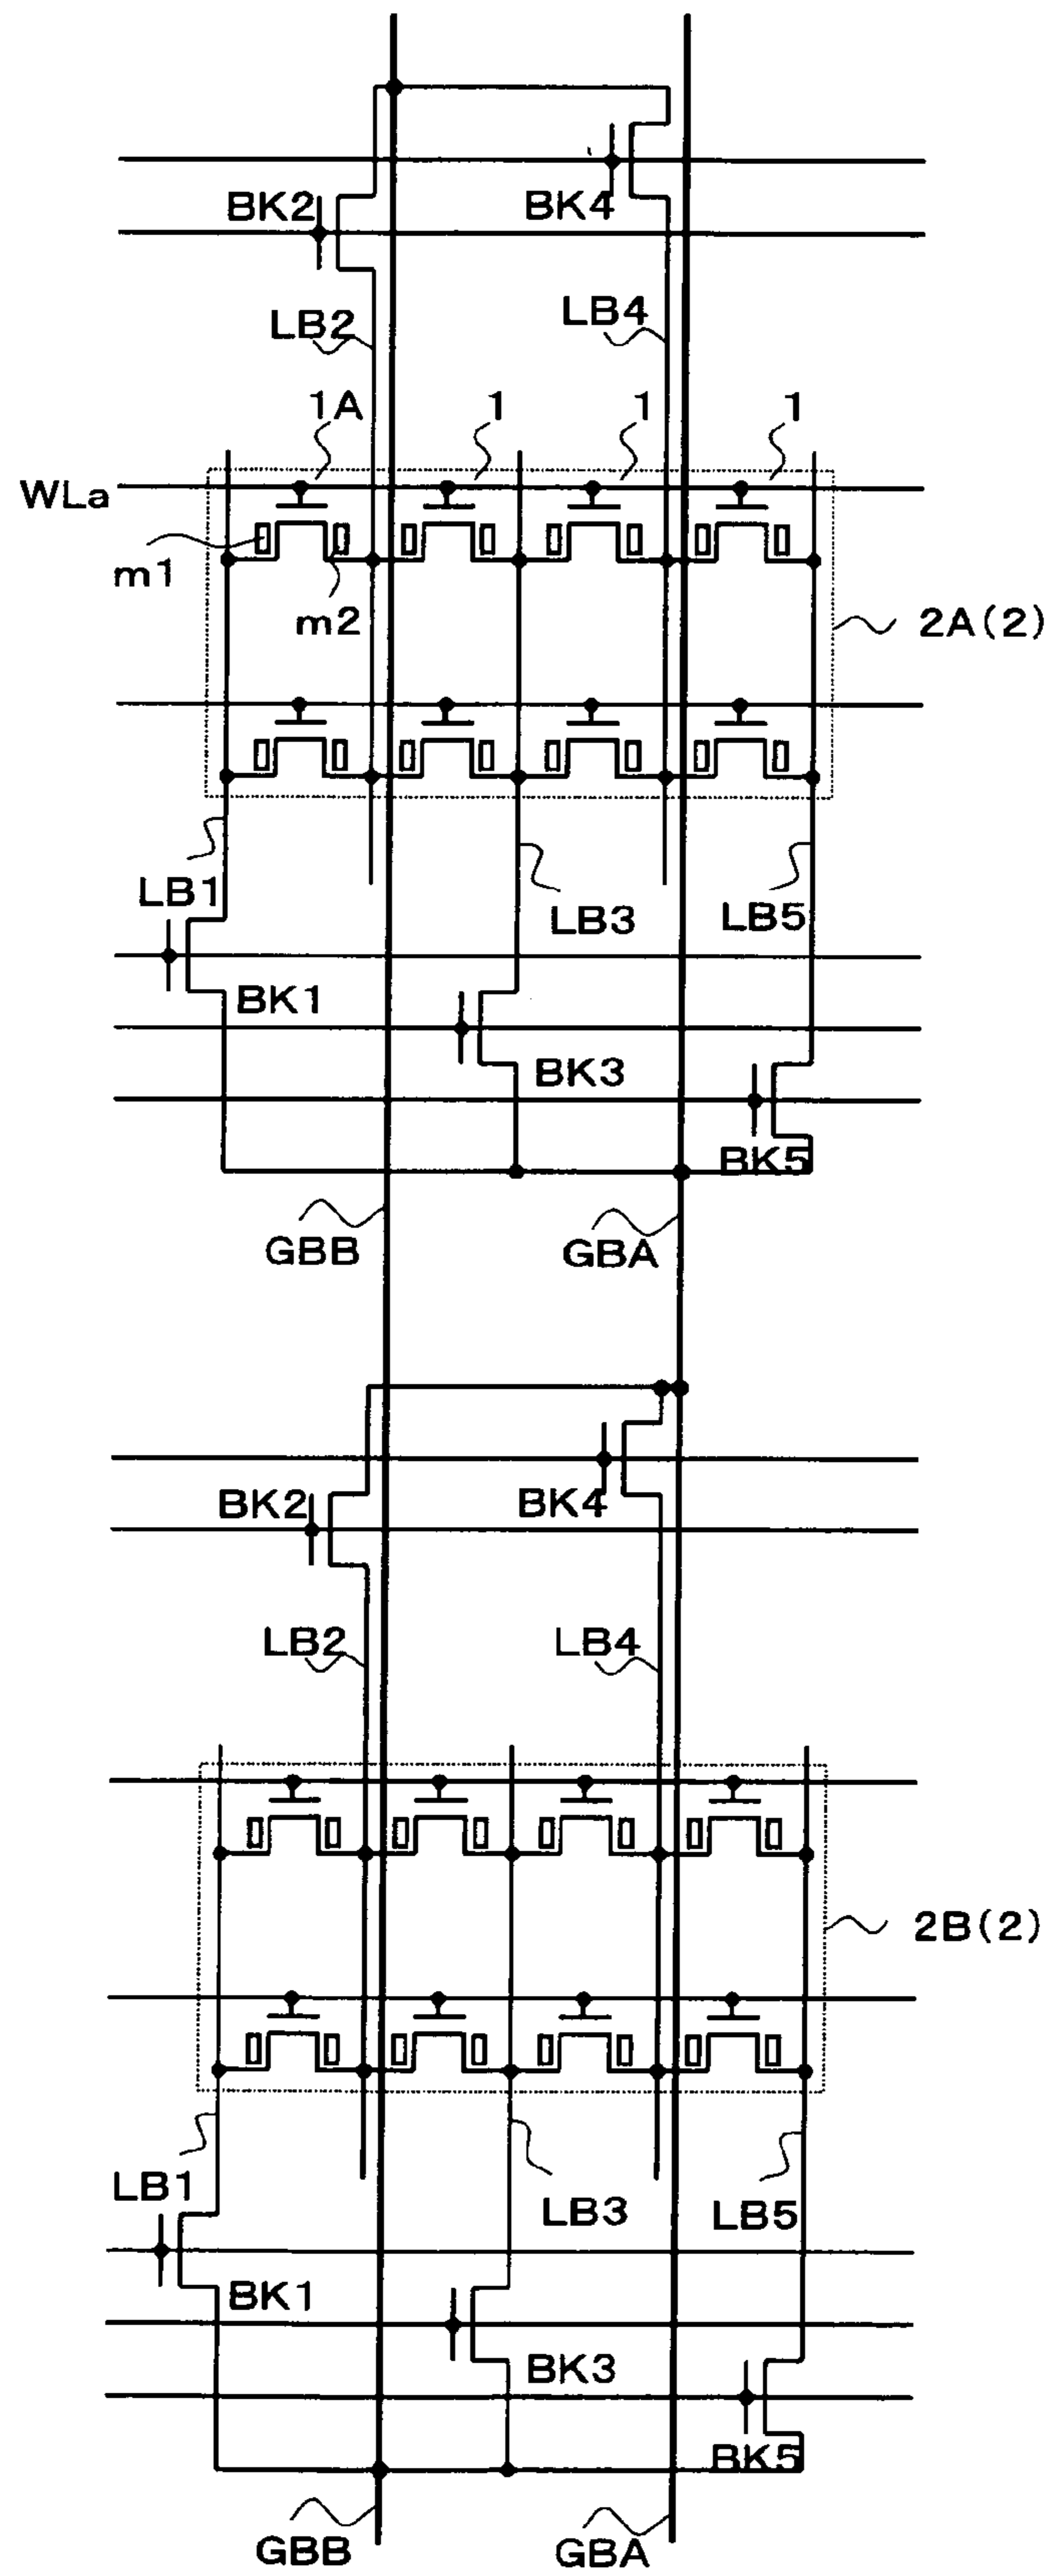 BK2
BK4
LB2
LB4
1A
1
1
1
WLa
m1
m2
2A(2)
LB1
LB3
LB5
BK1
BK3
BK5
GBB
GBA
BK2
BK4
LB2
LB4
2B(2)
LB1
LB3
LB5
BK1
BK3
BK5
GBB
GBA